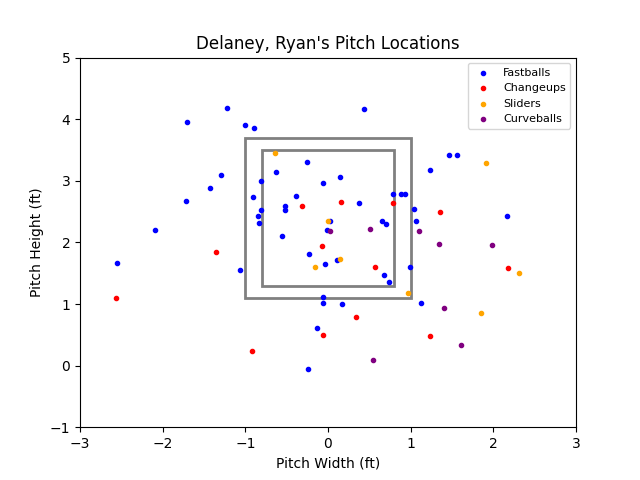 Delaney, Ryan's Pitch Locations
Fastballs
Changeups
Sliders
Curveballs
Pitch Height (ft)
5
4
3
2
1
0
−1
−3
−2
−1
0
1
2
3
Pitch Width (ft)